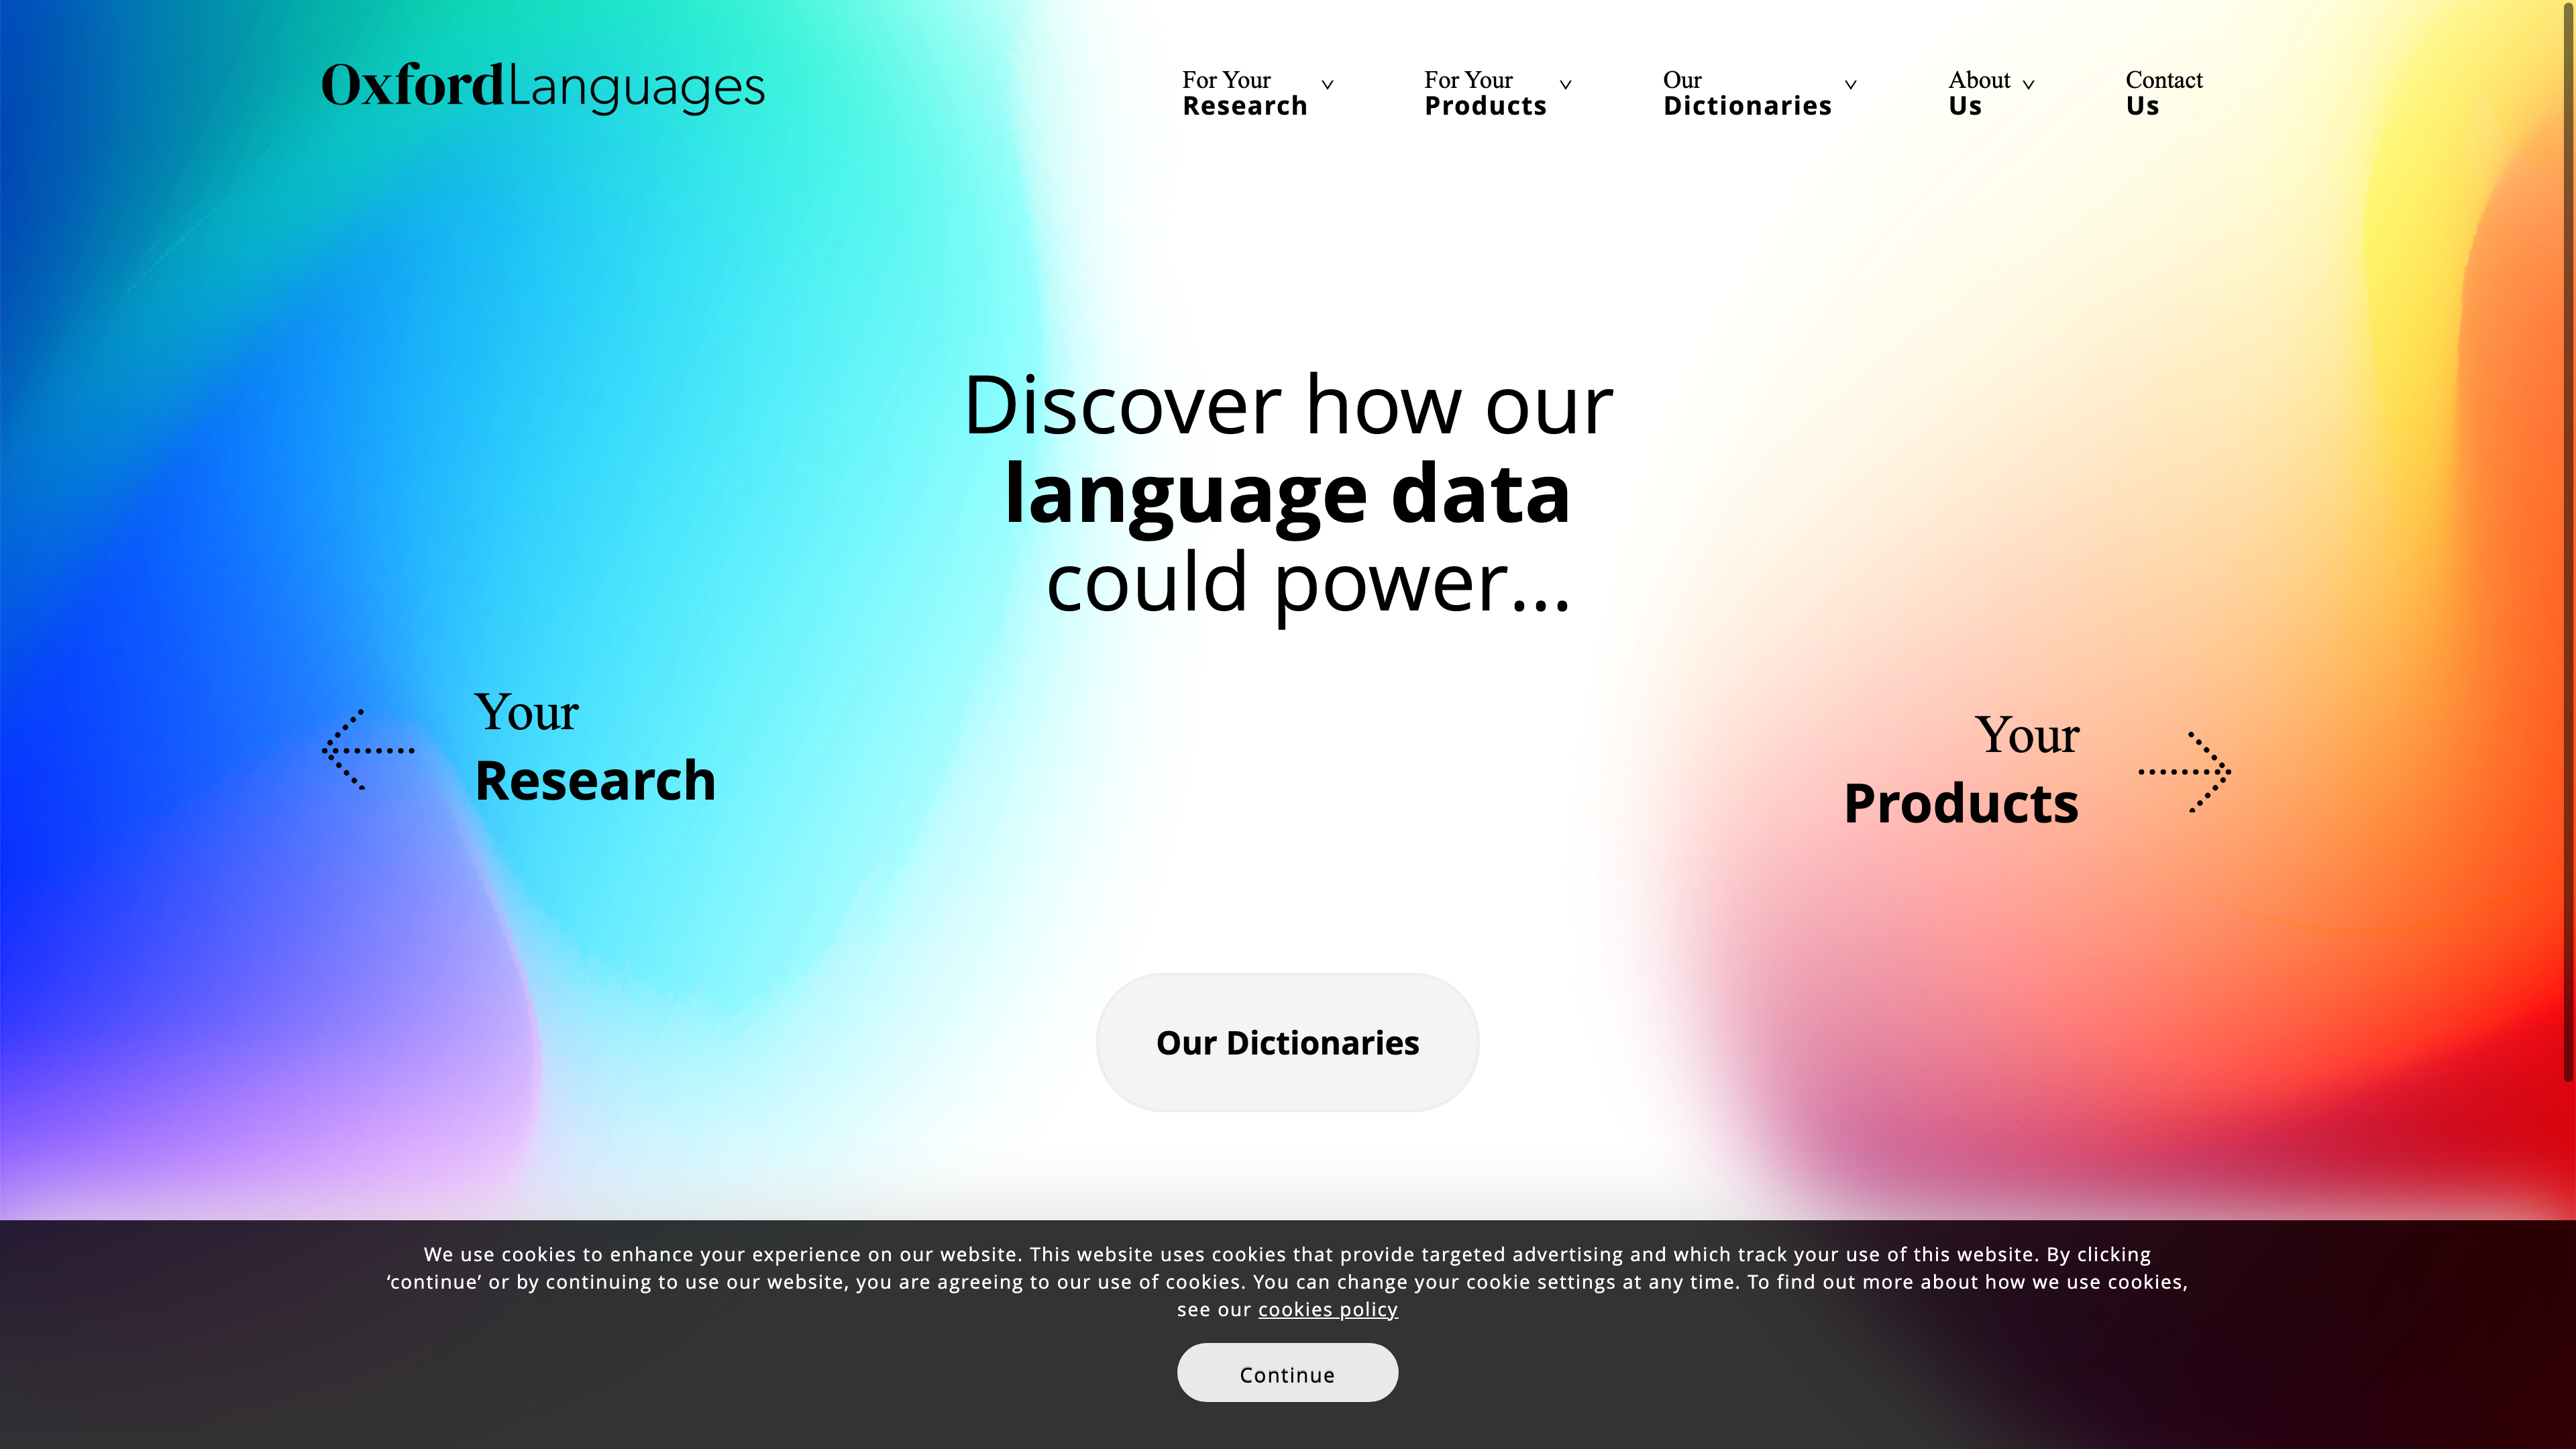 OxfordLanguages
For Your
Research
For Your
Products
Our
Dictionaries
About
Us
Contact
Us
Discover how our
language data
could power...
Your
Research
Your
Products
Our Dictionaries
We use cookies to enhance your experience on our website. This website uses cookies that provide targeted advertising and which track your use of this website. By clicking
‘continue’ or by continuing to use our website, you are agreeing to our use of cookies. You can change your cookie settings at any time. To find out more about how we use cookies,
see our cookies policy
Continue